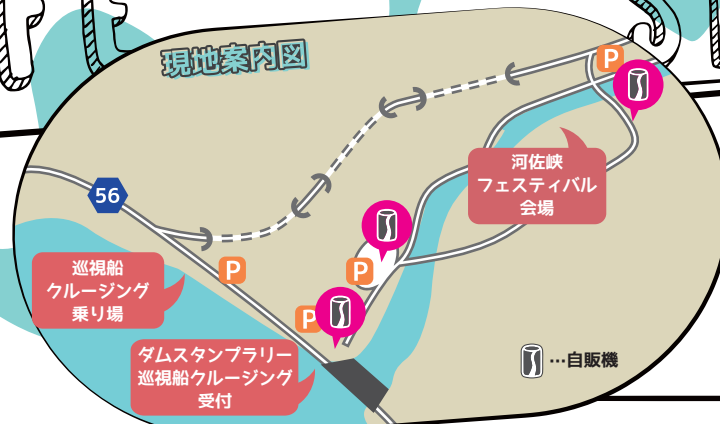 現地案内図
P
56
河佐峡
フェスティバル
会場
P
P
巡視船
クルージング
乗り場
P
ダムスタンプラリー
巡視船クルージング
受付
…自販機